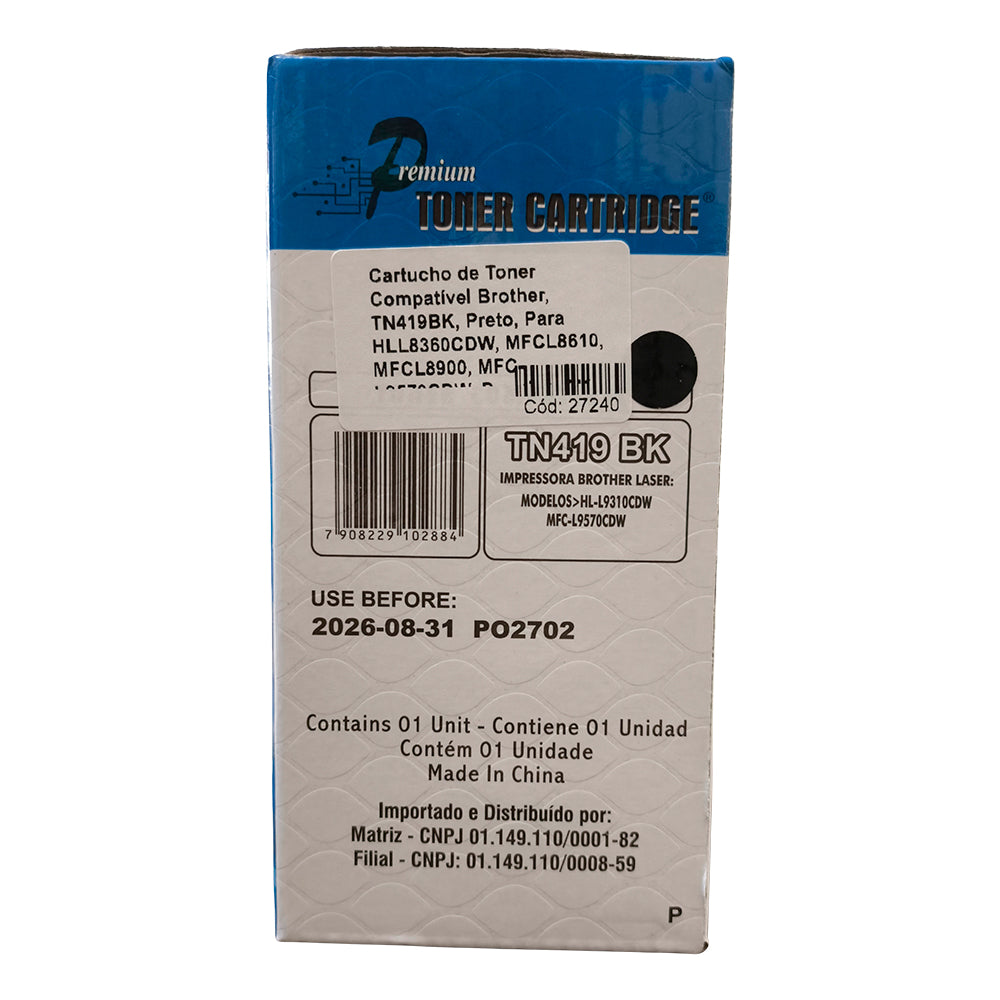 Premium
TONER CARTRIDGE®
Cartucho de Toner
Compatível Brother,
TN419BK, Preto, Para
HLL8360CDW, MFCL8610,
MFCL8900, MFC
Cód: 27240
TN419 BK
IMPRESSORA BROTHER LASER:
MODELOS>HL-L9310CDW
MFC-L9570CDW
7 908229 102884
USE BEFORE:
2026-08-31 PO2702
Contains 01 Unit - Contiene 01 Unidad
Contém 01 Unidade
Made In China
Importado e Distribuído por:
Matriz - CNPJ 01.149.110/0001-82
Filial - CNPJ: 01.149.110/0008-59
P